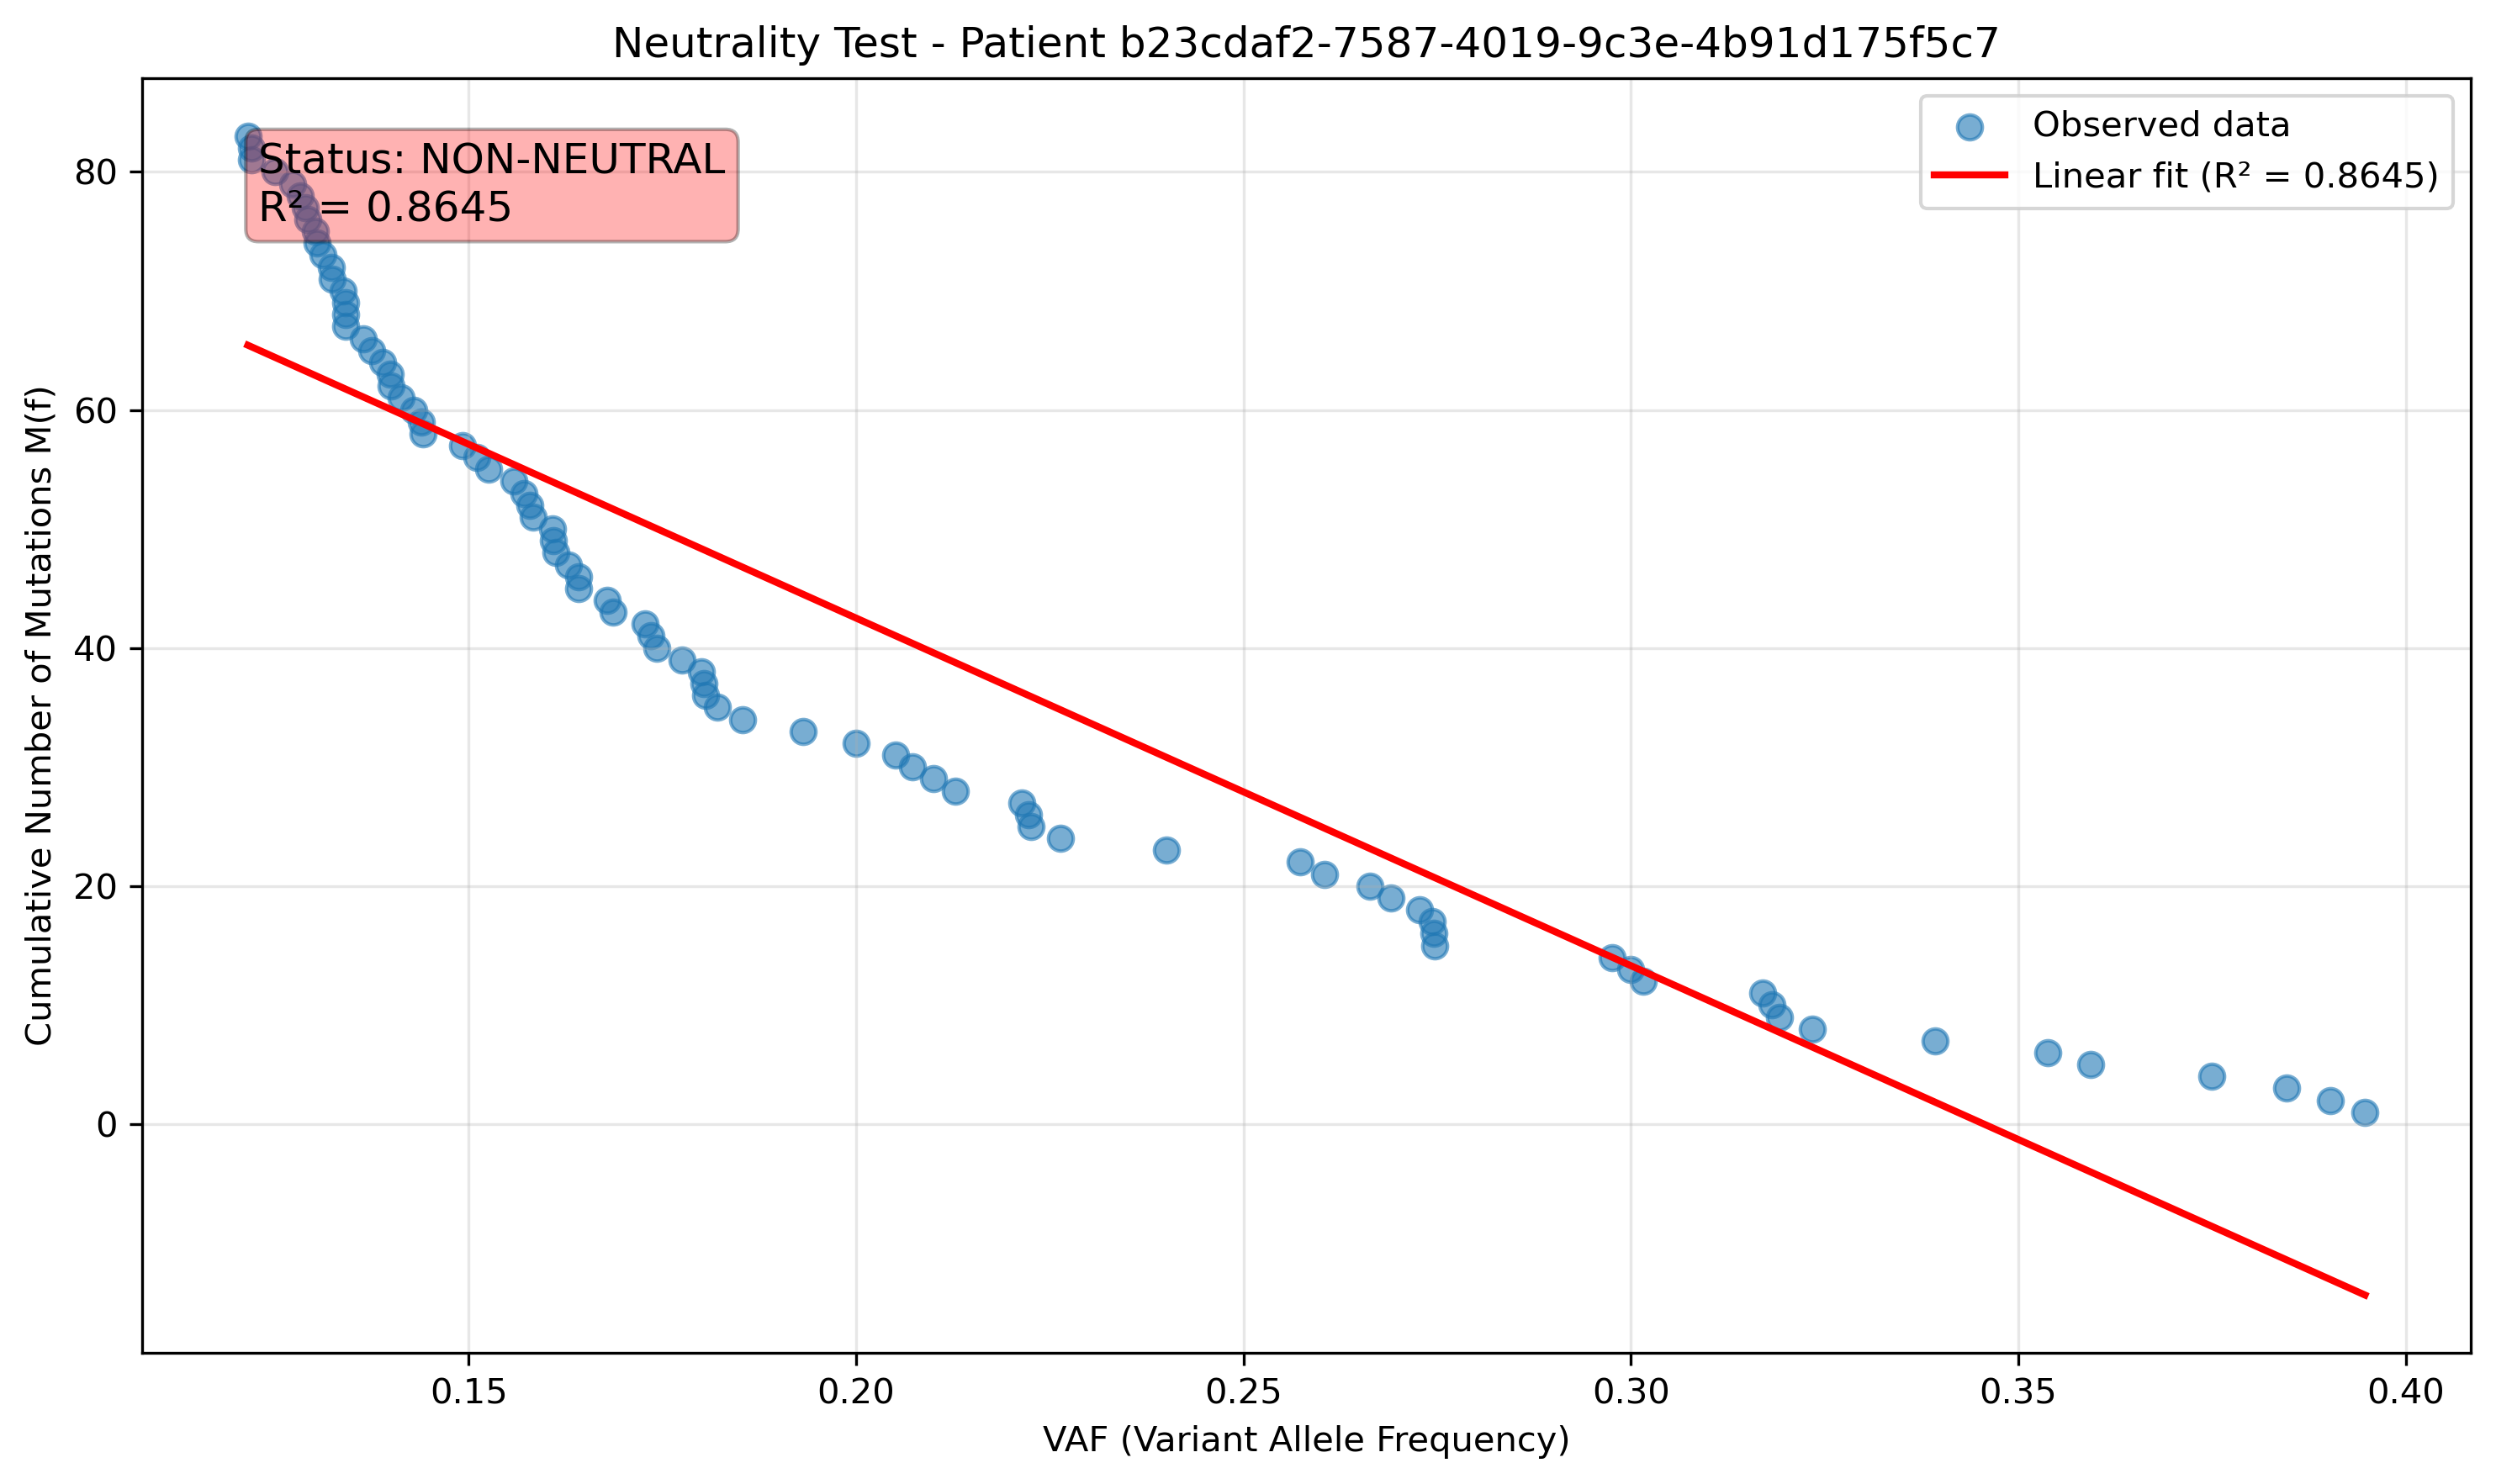 Neutrality Test - Patient b23cdaf2-7587-4019-9c3e-4b91d175f5c7
Status: NON-NEUTRAL
R² = 0.8645
Observed data
Linear fit (R² = 0.8645)
Cumulative Number of Mutations M(f)
80
60
40
20
0
0.15
0.20
0.25
0.30
0.35
0.40
VAF (Variant Allele Frequency)